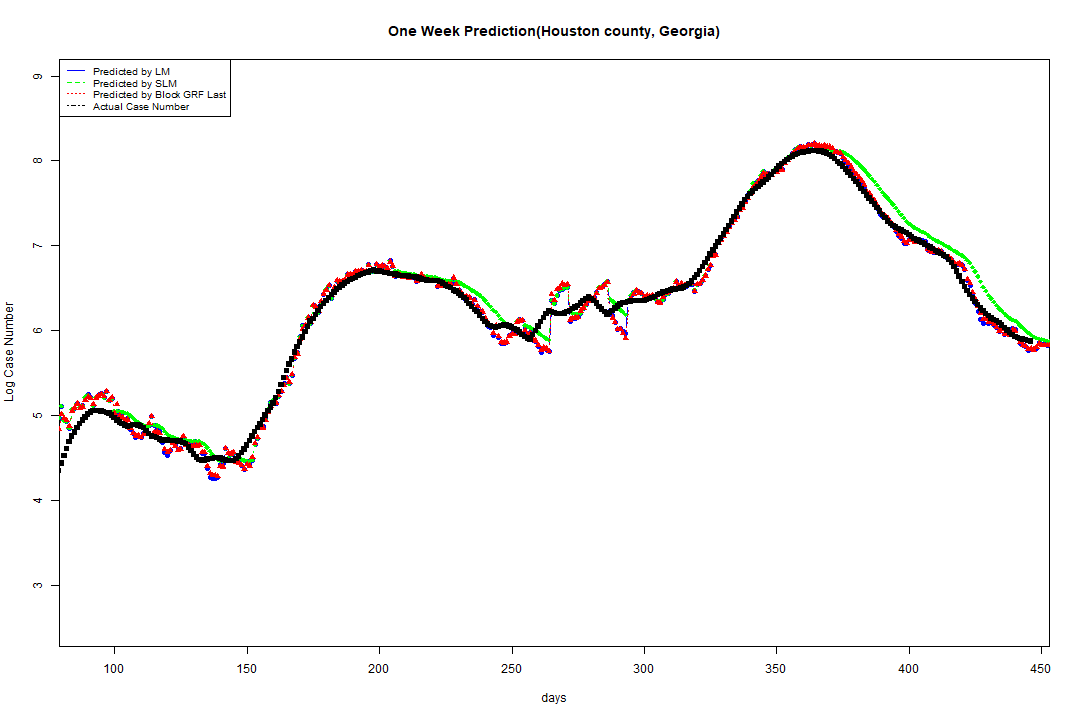 One Week Prediction(Houston county, Georgia)
Predicted by LM
Predicted by SLM
Predicted by Block GRF Last
Actual Case Number
9
8
7
6
5
4
3
Log Case Number
100 150 200 250 300 350 400 450
days